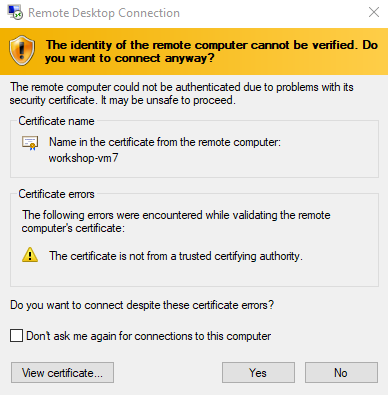 Remote Desktop Connection
The identity of the remote computer cannot be verified. Do
you want to connect anyway?
The remote computer could not be authenticated due to problems with its
security certificate. It may be unsafe to proceed.
Certificate name
Name in the certificate from the remote computer:
workshop-vm7
Certificate errors
The following errors were encountered while validating the remote
computer's certificate:
The certificate is not from a trusted certifying authority.
Do you want to connect despite these certificate errors?
Don't ask me again for connections to this computer
View certificate...
Yes
No